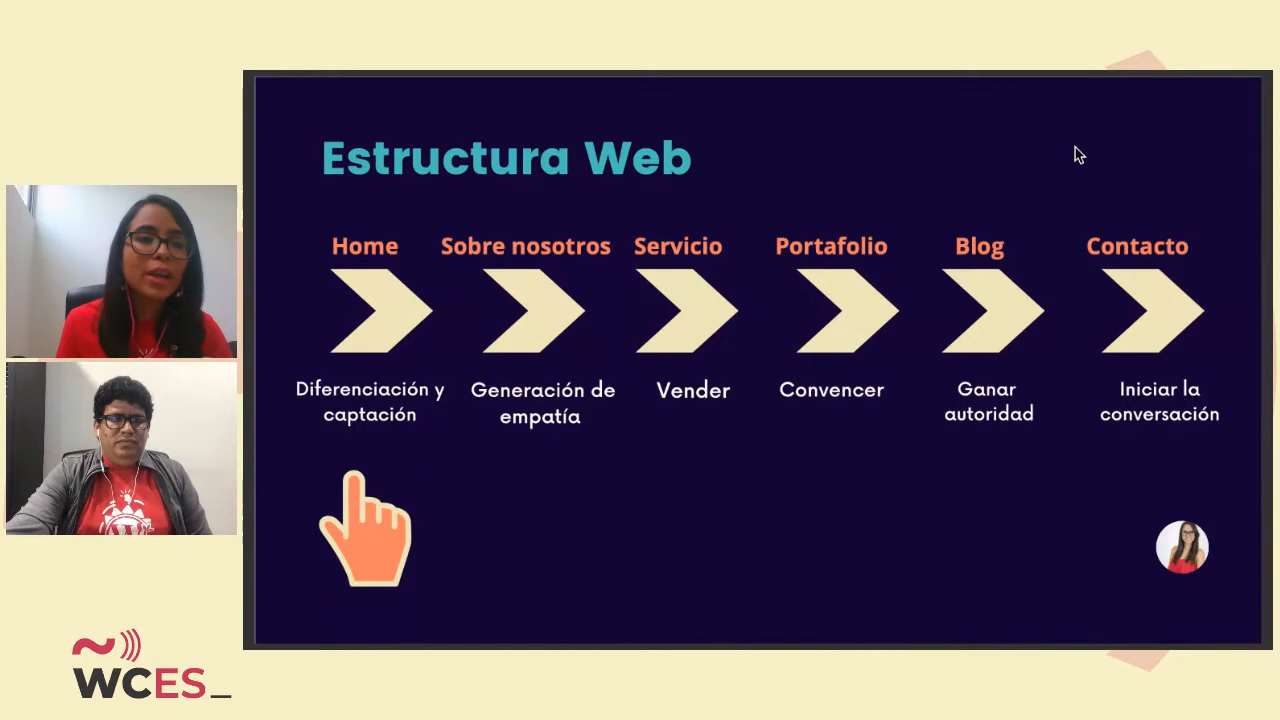 Estructura Web
Home
Sobre nosotros
Servicio
Portafolio
Blog
Contacto
Diferenciación y
captación
Generación de
empatía
Vender
Convencer
Ganar
autoridad
Iniciar la
conversación
WCES_